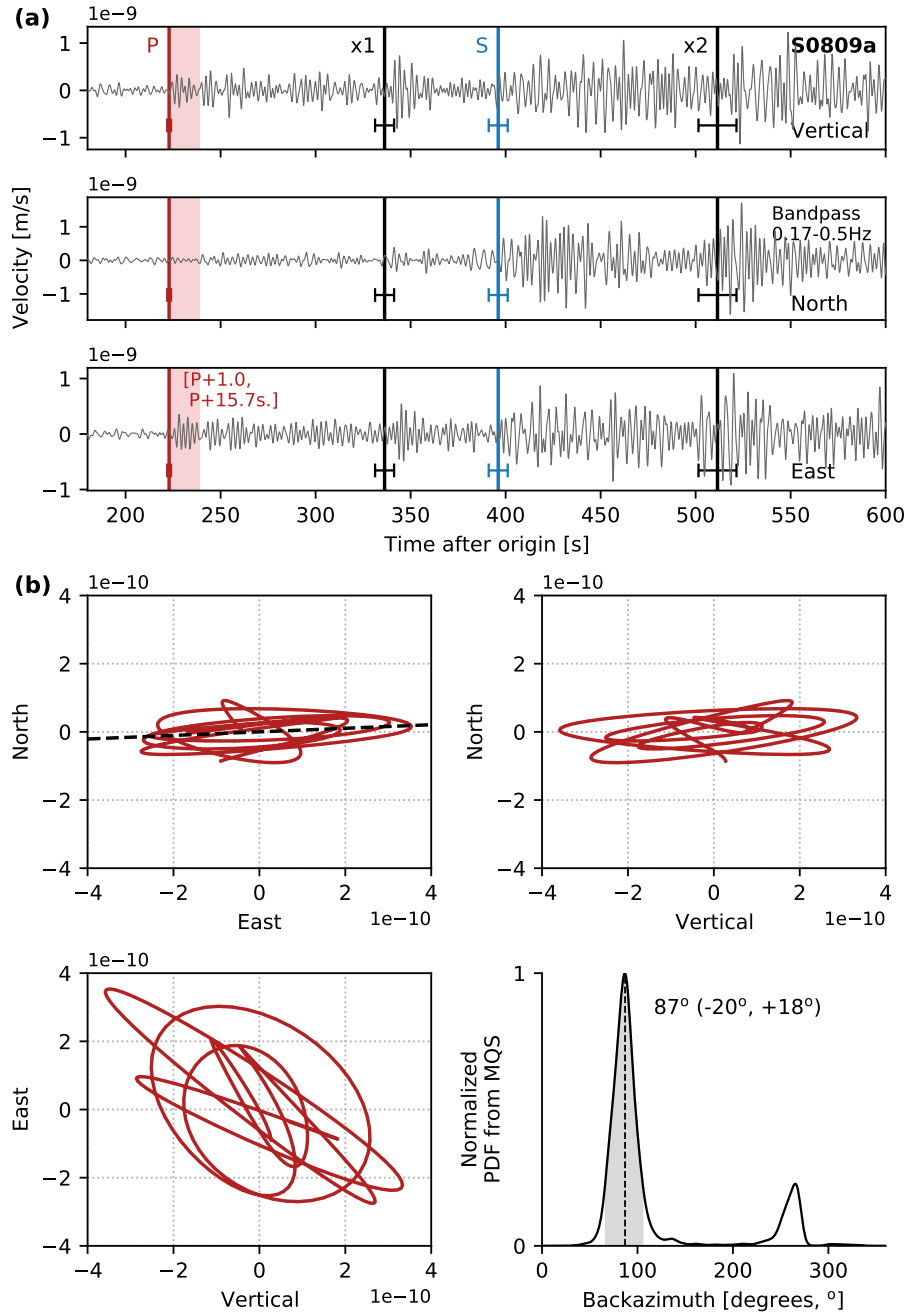 (a)
1e−9
P
x1
S
x2
S0809a
1
0
−1
Vertical
1e−9
Bandpass
0.17-0.5Hz
1
0
−1
North
Velocity [m/s]
1e−9
[P+1.0,
P+15.7s.]
1
0
−1
East
200 250 300 350 400 450 500 550 600
Time after origin [s]
(b)
1e−10
4
2
0
−2
−4
North
−4 −2 0 2 4
East
1e−10
1e−10
4
2
0
−2
−4
North
−4 −2 0 2 4
Vertical
1e−10
1e−10
4
2
0
−2
−4
East
−4 −2 0 2 4
Vertical
1e−10
1
0
Normalized
PDF from MQS
87° (-20°, +18°)
0 100 200 300
Backazimuth [degrees, °]